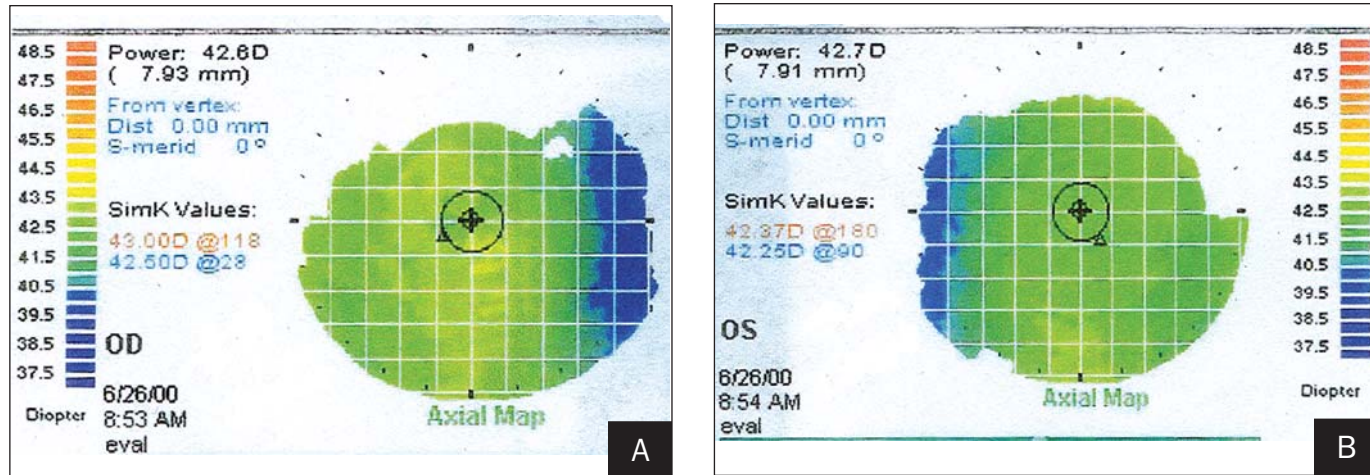 48.5
47.5
46.5
45.5
44.5
43.5
42.5
41.5
40.5
39.5
38.5
37.5
Diopter
Power: 42.6D
( 7.93 mm)
From vertex:
Dist 0.00 mm
S-merid 0°
SimK Values:
43.00D @118
42.50D @28
OD
6/26/00
8:53 AM
eval
Axial Map
A
Power: 42.7D
( 7.91 mm)
From vertex:
Dist 0.00 mm
S-merid 0°
SimK Values:
42.37D @180
42.25D @90
OS
6/26/00
8:54 AM
eval
Axial Map
48.5
47.5
46.5
45.5
44.5
43.5
42.5
41.5
40.5
39.5
38.5
37.5
Diopter
B